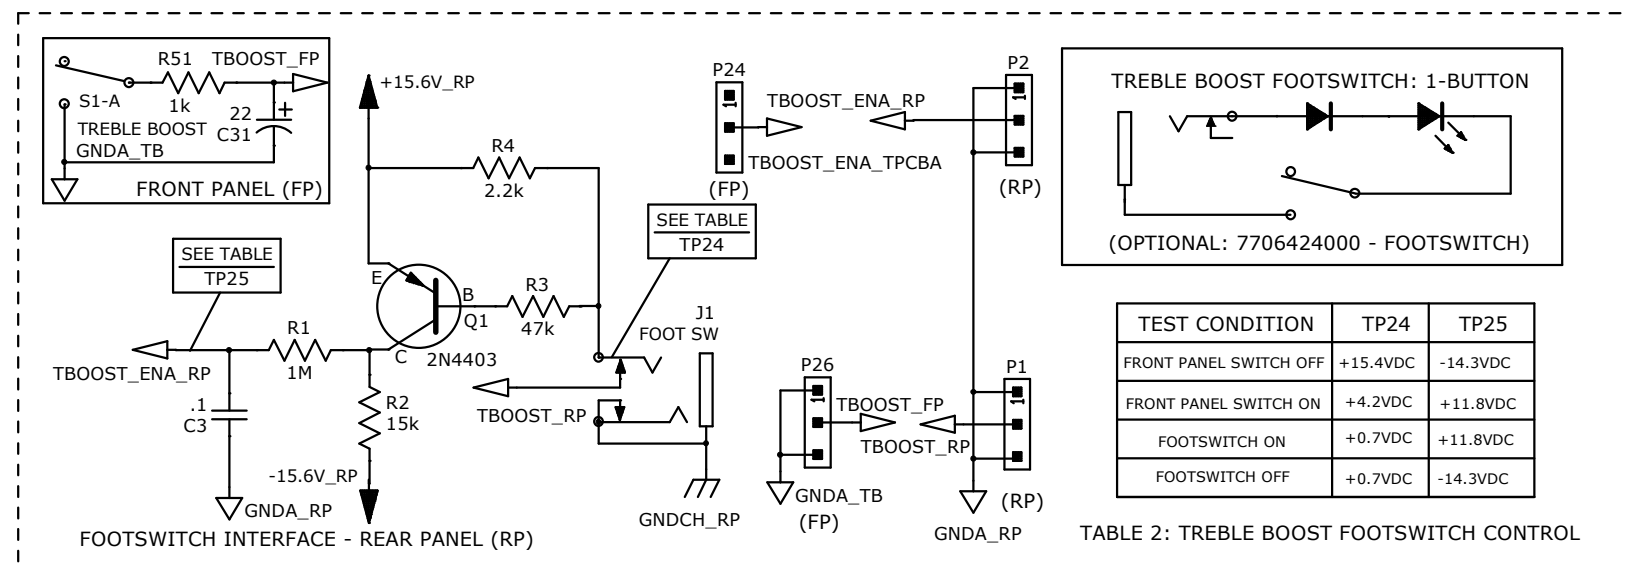 R51
TBOOST_FP
1k
S1-A
TREBLE BOOST
GNDA_TB
22
+
C31
FRONT PANEL (FP)
+15.6V_RP
R4
2.2k
SEE TABLE
TP24
SEE TABLE
TP25
E
B
Q1
C
2N4403
R3
47k
J1
FOOT SW
R1
1M
TBOOST_ENA_RP
.1
C3
R2
15k
TBOOST_RP
-15.6V_RP
GNDA_RP
GNDCH_RP
FOOTSWITCH INTERFACE - REAR PANEL (RP)
P24
1
TBOOST_ENA_RP
TBOOST_ENA_TPCBA
(FP)
P2
1
(RP)
P26
1
TBOOST_FP
TBOOST_RP
GNDA_TB
(FP)
P1
1
(RP)
GNDA_RP
TREBLE BOOST FOOTSWITCH: 1-BUTTON
(OPTIONAL: 7706424000 - FOOTSWITCH)
TEST CONDITION TP24 TP25
FRONT PANEL SWITCH OFF +15.4VDC -14.3VDC
FRONT PANEL SWITCH ON +4.2VDC +11.8VDC
FOOTSWITCH ON +0.7VDC +11.8VDC
FOOTSWITCH OFF +0.7VDC -14.3VDC
TABLE 2: TREBLE BOOST FOOTSWITCH CONTROL